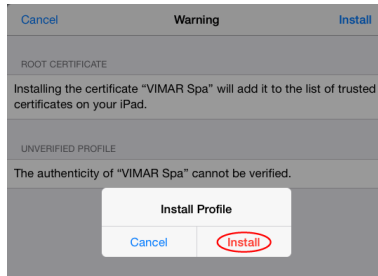 Cancel Warning Install
ROOT CERTIFICATE
Installing the certificate “VIMAR Spa” will add it to the list of trusted
certificates on your iPad.
UNVERIFIED PROFILE
The authenticity of “VIMAR Spa” cannot be verified.
Install Profile
Cancel Install